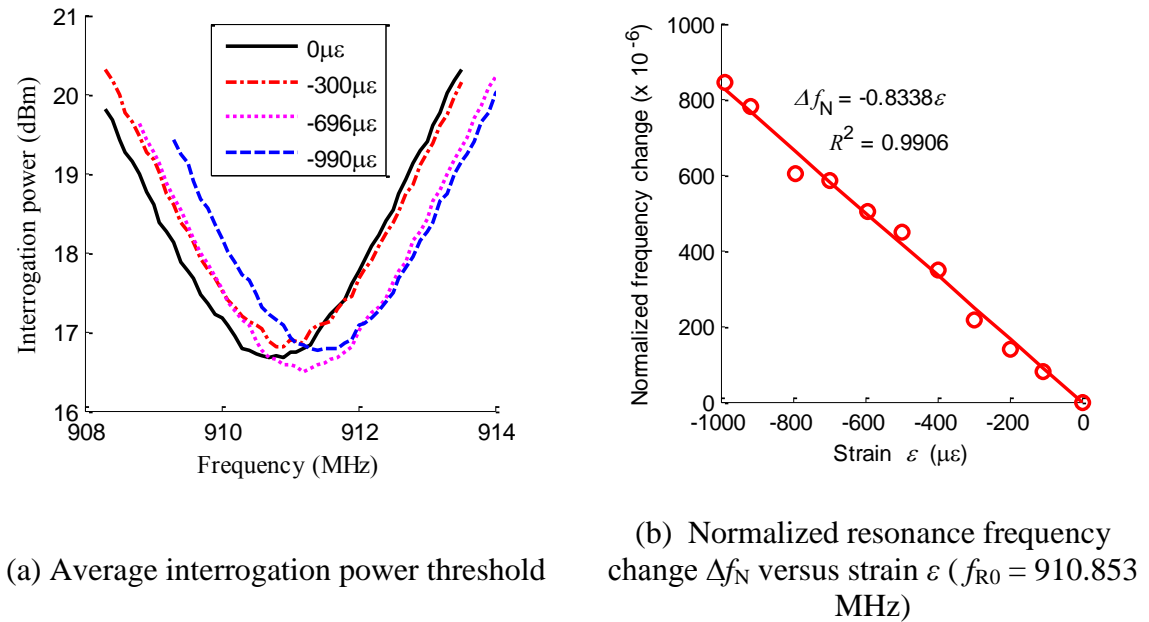 21
20
19
18
17
16
908
910
912
914
Interrogation power (dBm)
Frequency (MHz)
0με
-300με
-696με
-990με
(a) Average interrogation power threshold
1000
800
600
400
200
0
-1000
-800
-600
-400
-200
0
Normalized frequency change (x 10⁻⁶)
Strain ε (με)
Δf_N = -0.8338ε
R² = 0.9906
(b) Normalized resonance frequency
change Δf_N versus strain ε ( f_R0 = 910.853
MHz)